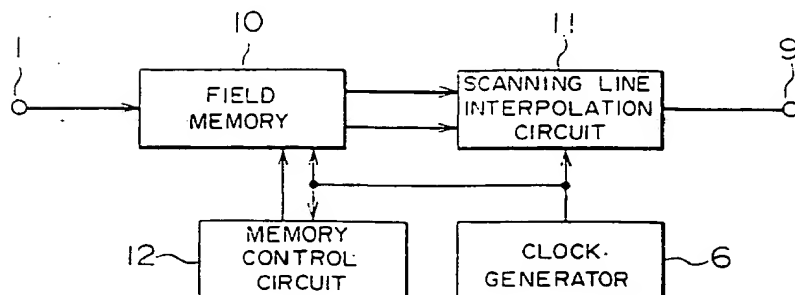 10
11
1
9
FIELD
MEMORY
SCANNING LINE
INTERPOLATION
CIRCUIT
12
MEMORY
CONTROL
CIRCUIT
CLOCK
GENERATOR
6